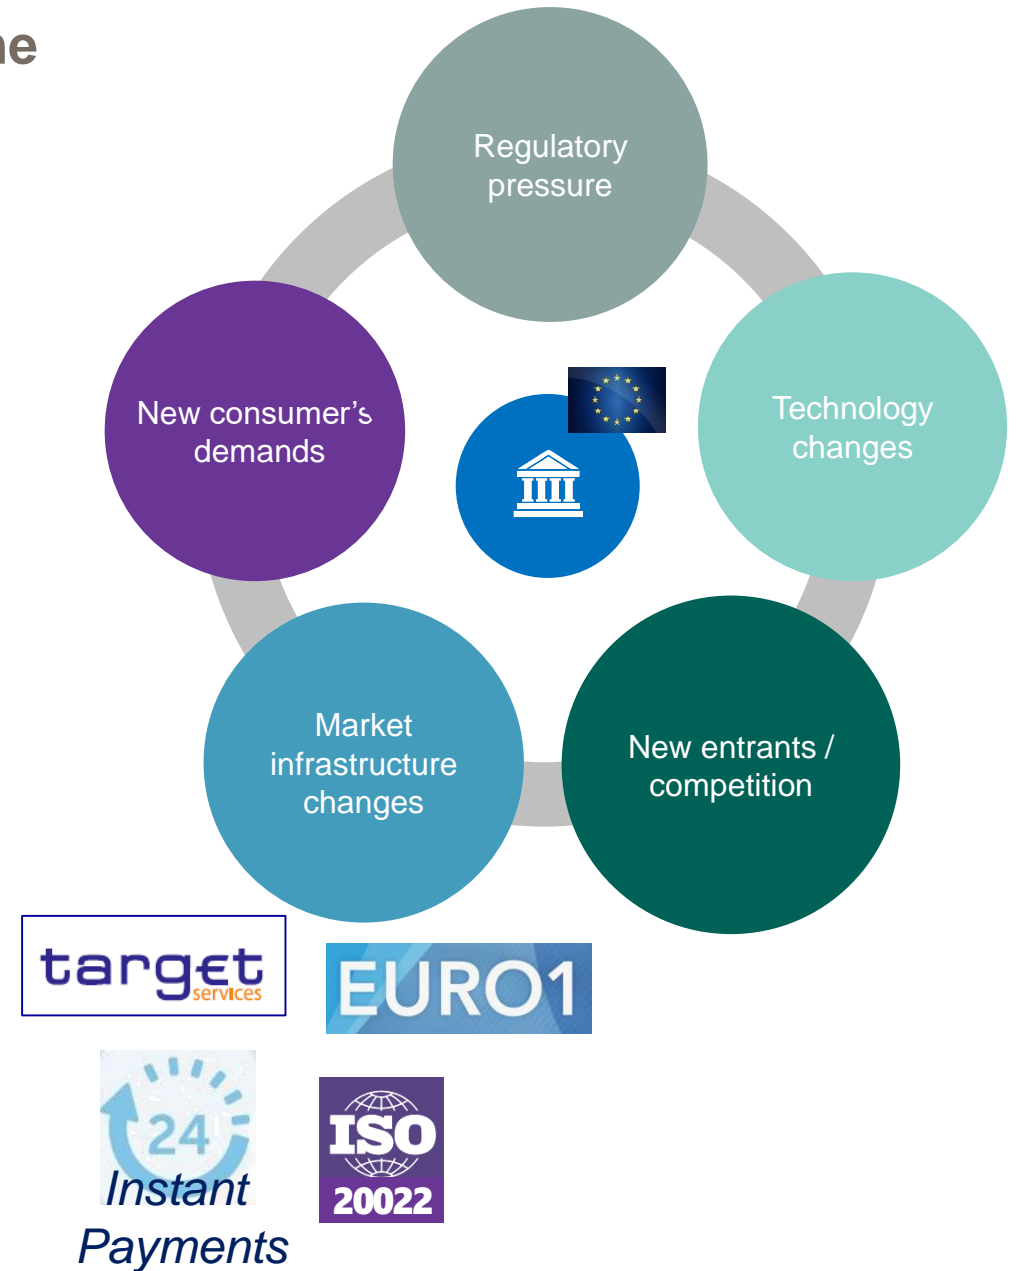 Regulatory
pressure
New consumer's
demands
Technology
changes
Market
infrastructure
changes
New entrants /
competition
target
services
EURO1
24
Instant
Payments
ISO
20022